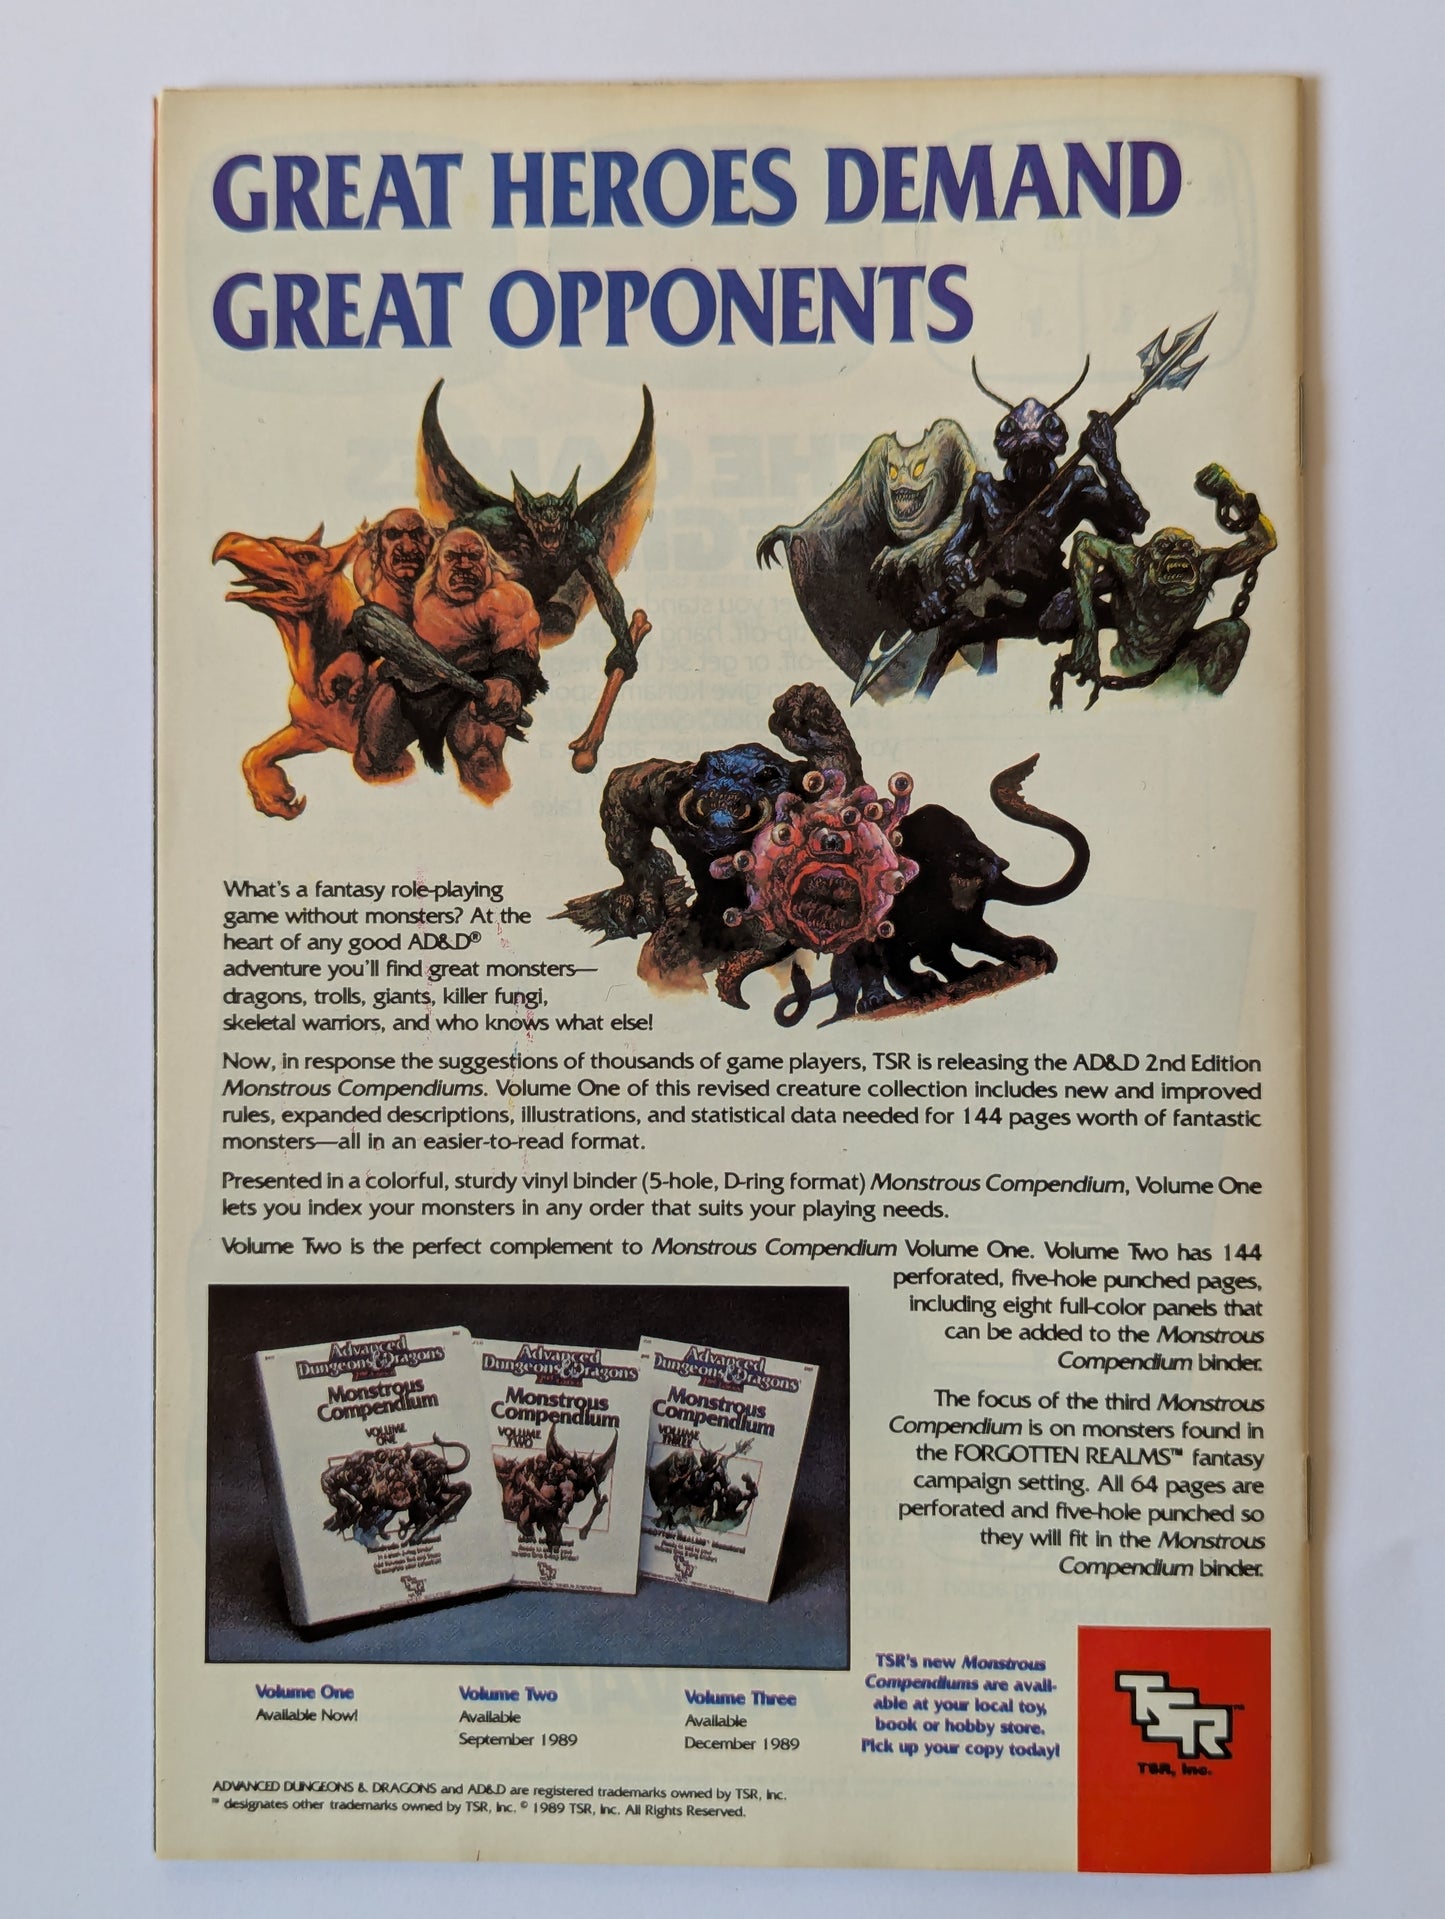 GREAT HEROES DEMAND
GREAT OPPONENTS
What's a fantasy role-playing
game without monsters? At the
heart of any good AD&D®
adventure you'll find great monsters—
dragons, trolls, giants, killer fungi,
skeletal warriors, and who knows what else!
Now, in response the suggestions of thousands of game players, TSR is releasing the AD&D 2nd Edition
Monstrous Compendiums. Volume One of this revised creature collection includes new and improved
rules, expanded descriptions, illustrations, and statistical data needed for 144 pages worth of fantastic
monsters—all in an easier-to-read format.
Presented in a colorful, sturdy vinyl binder (5-hole, D-ring format) Monstrous Compendium, Volume One
lets you index your monsters in any order that suits your playing needs.
Volume Two is the perfect complement to Monstrous Compendium Volume One. Volume Two has 144
perforated, five-hole punched pages,
including eight full-color panels that
can be added to the Monstrous
Compendium binder.
The focus of the third Monstrous
Compendium is on monsters found in
the FORGOTTEN REALMS™ fantasy
campaign setting. All 64 pages are
perforated and five-hole punched so
they will fit in the Monstrous
Compendium binder.
Advanced
Dungeons & Dragons
Monstrous
Compendium
VOLUME
ONE
Advanced
Dungeons & Dragons
Monstrous
Compendium
VOLUME
TWO
Advanced
Dungeons & Dragons
Monstrous
Compendium
VOLUME
THREE
Volume One
Available Now!
Volume Two
Available
September 1989
Volume Three
Available
December 1989
TSR's new Monstrous
Compendiums are avail-
able at your local toy,
book or hobby store.
Pick up your copy today!
TSR™
TSR, Inc.
ADVANCED DUNGEONS & DRAGONS and AD&D are registered trademarks owned by TSR, Inc.
™ designates other trademarks owned by TSR, Inc. © 1989 TSR, Inc. All Rights Reserved.